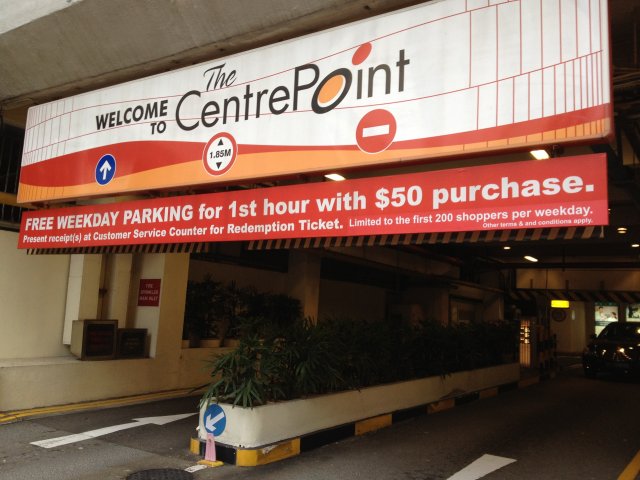 WELCOME TO The CentrePoint
1.85M
FREE WEEKDAY PARKING for 1st hour with $50 purchase.
Present receipt(s) at Customer Service Counter for Redemption Ticket. Limited to the first 200 shoppers per weekday.
Other terms & and conditions apply.